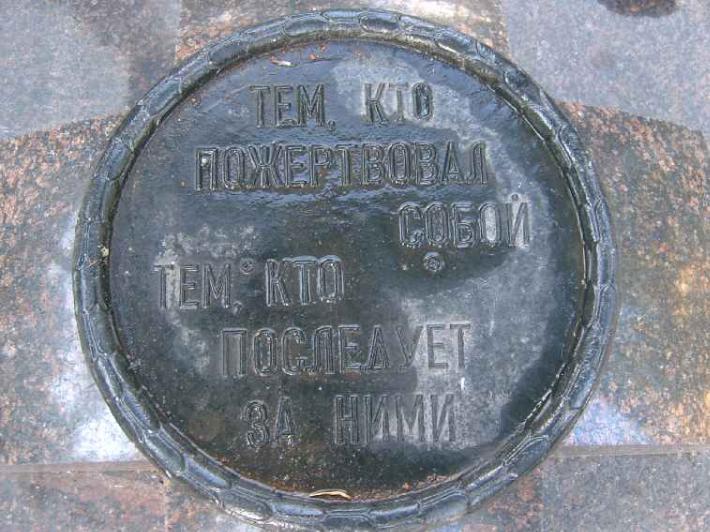 ТЕМ, КТО
ПОЖЕРТВОВАЛ
СОБОЙ
ТЕМ, КТО
ПОСЛЕДУЕТ
ЗА НИМИ